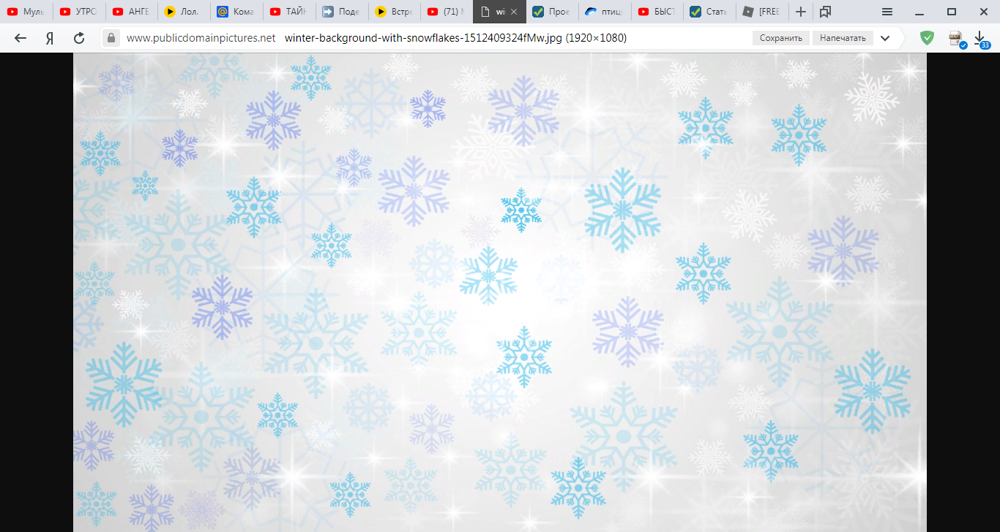 Муль УТРО АНГЕ Лол. Кома ТАЙН Поде Встре (71) М wi Прое птиц БЫСТ Стать [FREE
Я www.publicdomainpictures.net winter-background-with-snowflakes-1512409324fMw.jpg (1920×1080) Сохранить Напечатать 33